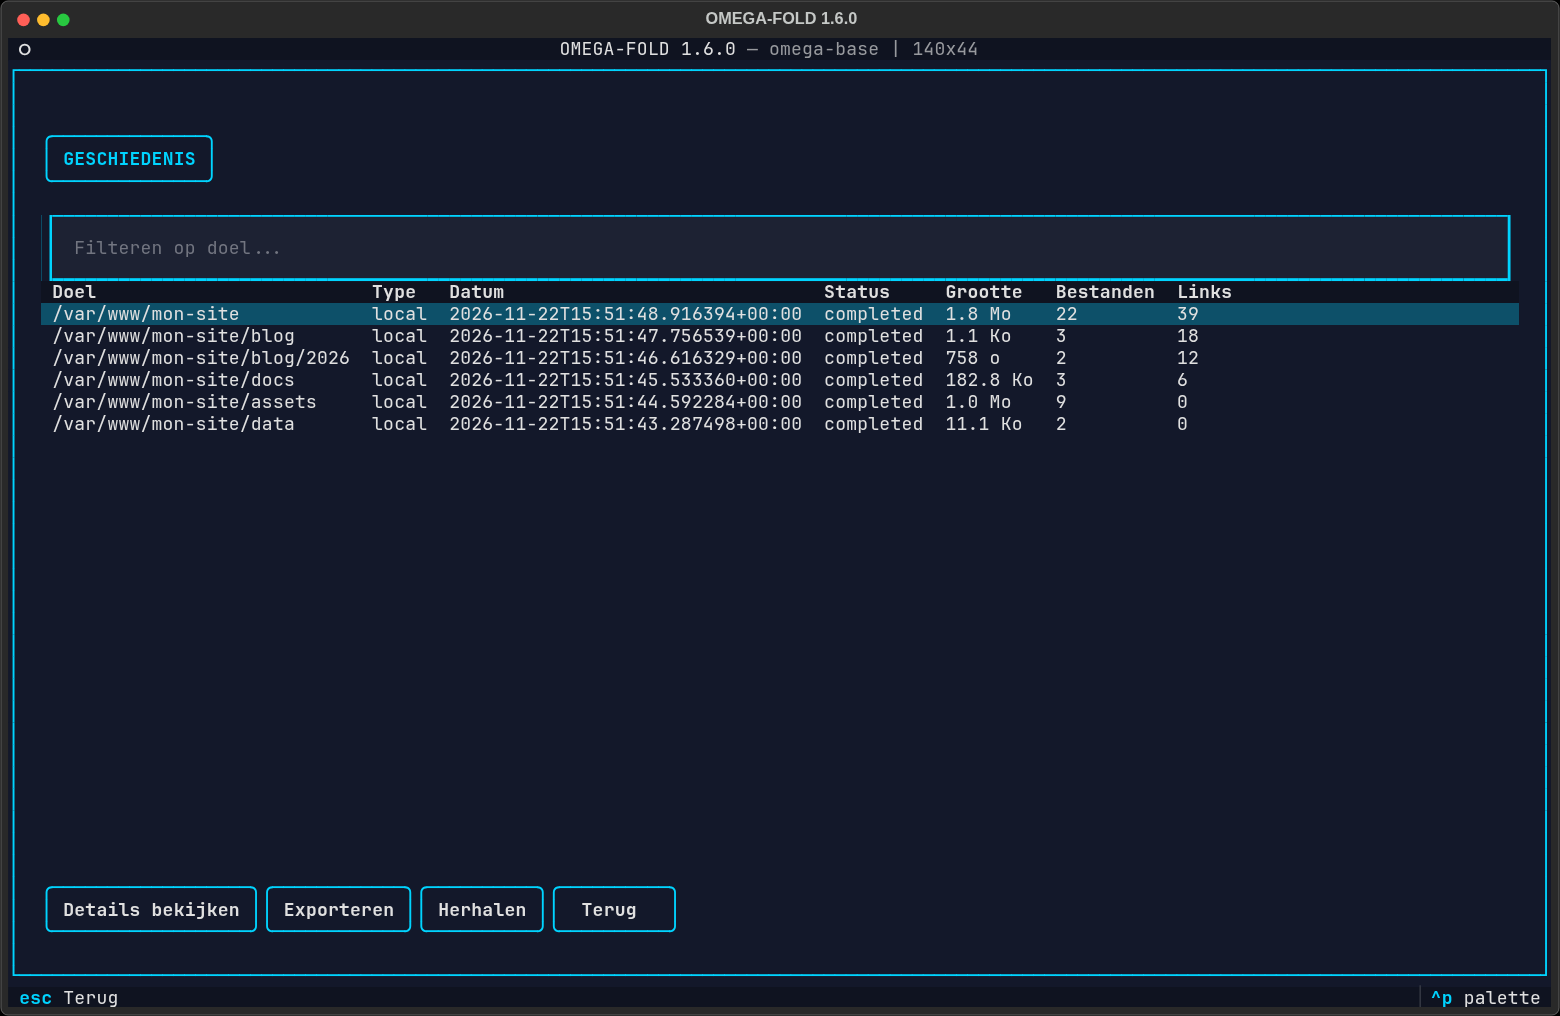 OMEGA-FOLD 1.6.0
OMEGA-FOLD 1.6.0 — omega-base | 140x44
GESCHIEDENIS
Filteren op doel...
Doel Type Datum Status Grootte Bestanden Links
/var/www/mon-site local 2026-11-22T15:51:48.916394+00:00 completed 1.8 Mo 22 39
/var/www/mon-site/blog local 2026-11-22T15:51:47.756539+00:00 completed 1.1 Ko 3 18
/var/www/mon-site/blog/2026 local 2026-11-22T15:51:46.616329+00:00 completed 758 o 2 12
/var/www/mon-site/docs local 2026-11-22T15:51:45.533360+00:00 completed 182.8 Ko 3 6
/var/www/mon-site/assets local 2026-11-22T15:51:44.592284+00:00 completed 1.0 Mo 9 0
/var/www/mon-site/data local 2026-11-22T15:51:43.287498+00:00 completed 11.1 Ko 2 0
Details bekijken Exporteren Herhalen Terug
esc Terug ^p palette